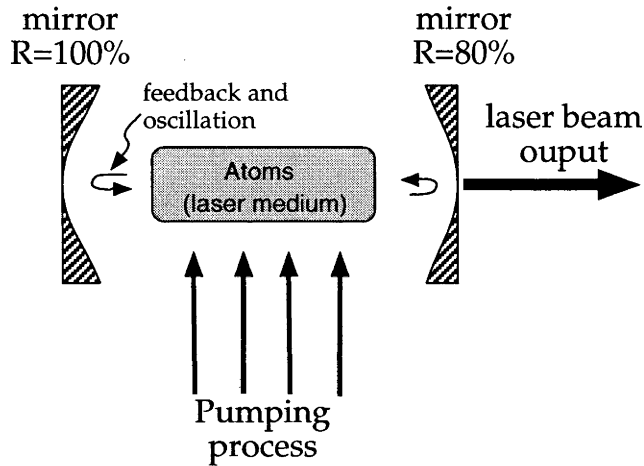 mirror
R=100%
mirror
R=80%
feedback and
oscillation
laser beam
ouput
Atoms
(laser medium)
Pumping
process